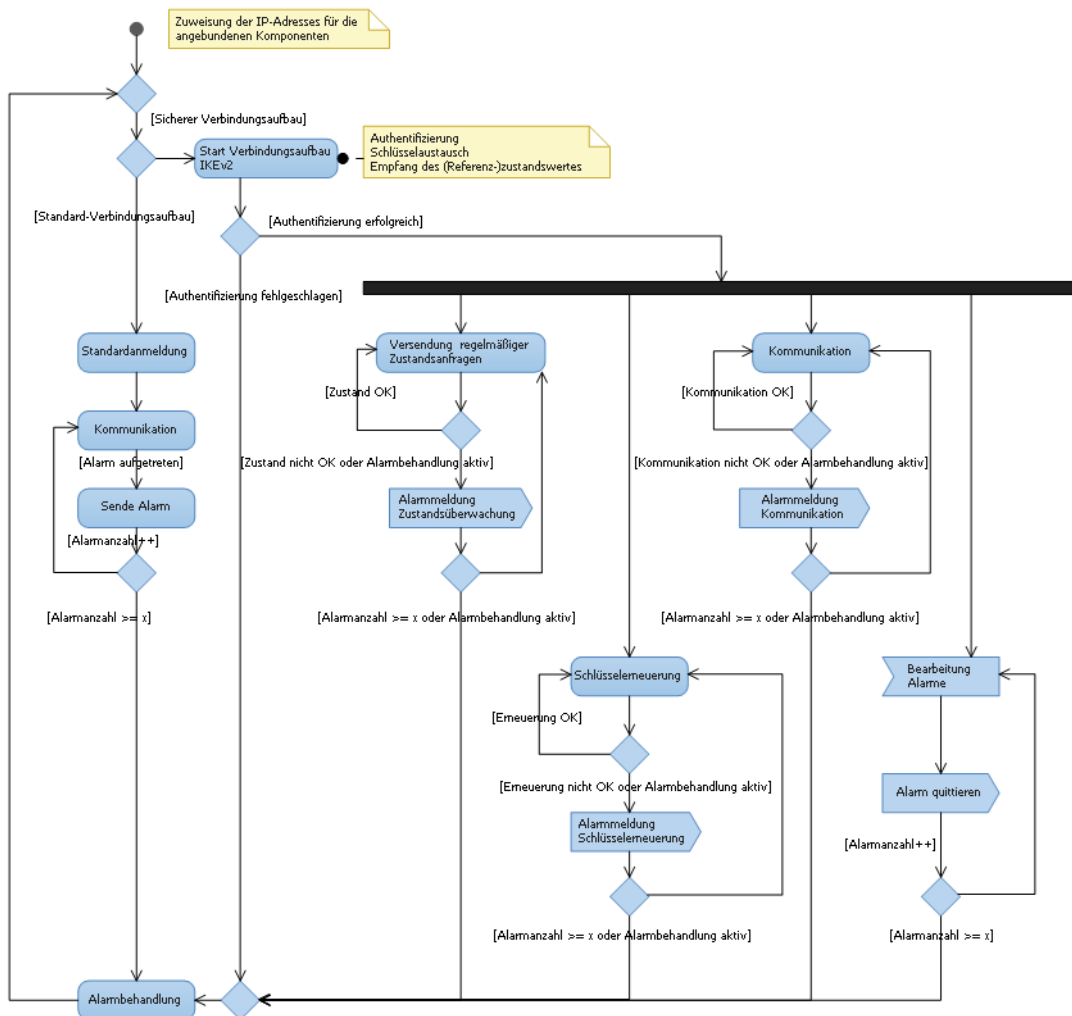 Zuweisung der IP-Adresses für die
angebundenen Komponenten
[Sicherer Verbindungsaufbau]
Start Verbindungsaufbau
IKEv2
Authentifizierung
Schlüsselaustausch
Empfang des (Referenz-)zustandswertes
[Standard-Verbindungsaufbau]
[Authentifizierung erfolgreich]
[Authentifizierung fehlgeschlagen]
Standardanmeldung
Versendung regelmäßiger
Zustandsanfragen
Kommunikation
[Zustand OK]
[Kommunikation OK]
Kommunikation
[Alarm aufgetreten]
[Zustand nicht OK oder Alarmbehandlung aktiv]
[Kommunikation nicht OK oder Alarmbehandlung aktiv]
Sende Alarm
Alarmmeldung
Zustandsüberwachung
Alarmmeldung
Kommunikation
[Alarmanzahl++]
[Alarmanzahl >= x]
[Alarmanzahl >= x oder Alarmbehandlung aktiv]
[Alarmanzahl >= x oder Alarmbehandlung aktiv]
Schlüsselerneuerung
Bearbeitung
Alarme
[Erneuerung OK]
[Erneuerung nicht OK oder Alarmbehandlung aktiv]
Alarm quittieren
Alarmmeldung
Schlüsselerneuerung
[Alarmanzahl++]
[Alarmanzahl >= x oder Alarmbehandlung aktiv]
[Alarmanzahl >= x]
Alarmbehandlung